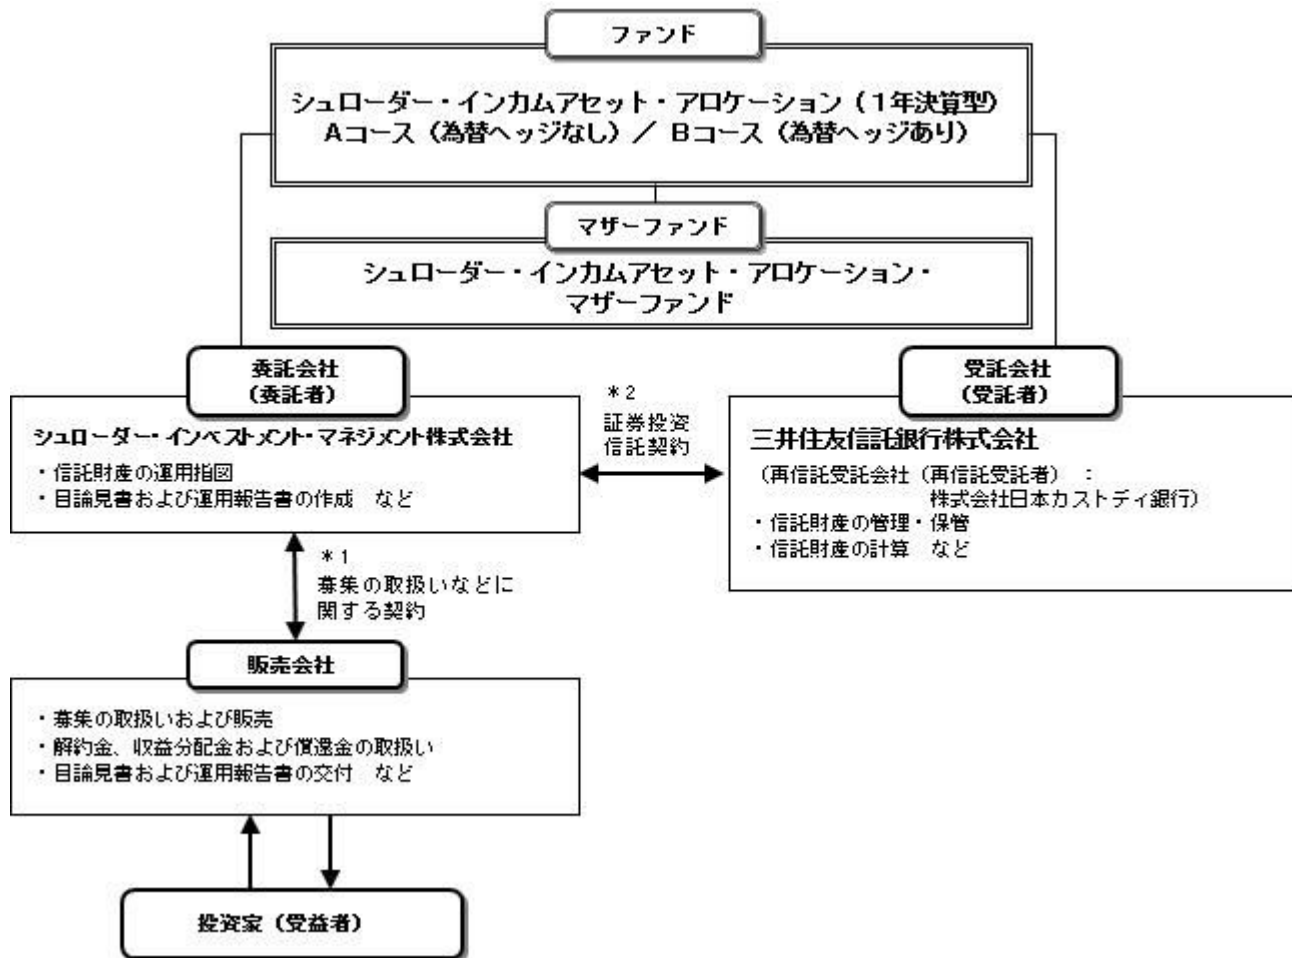 ファンド
シュローダー・インカムアセット・アロケーション（１年決算型）
Ａコース（為替ヘッジなし）／ Ｂコース（為替ヘッジあり）
マザーファンド
シュローダー・インカムアセット・アロケーション・
マザーファンド
委託会社
（委託者）
シュローダー・インベストメント・マネジメント株式会社
・信託財産の運用指図
・目論見書および運用報告書の作成　など
＊２
証券投資
信託契約
受託会社
（受託者）
三井住友信託銀行株式会社
（再信託受託会社（再信託受託者）：
株式会社日本カストディ銀行）
・信託財産の管理・保管
・信託財産の計算　など
＊１
募集の取扱いなどに
関する契約
販売会社
・募集の取扱いおよび販売
・解約金、収益分配金および償還金の取扱い
・目論見書および運用報告書の交付　など
投資家（受益者）